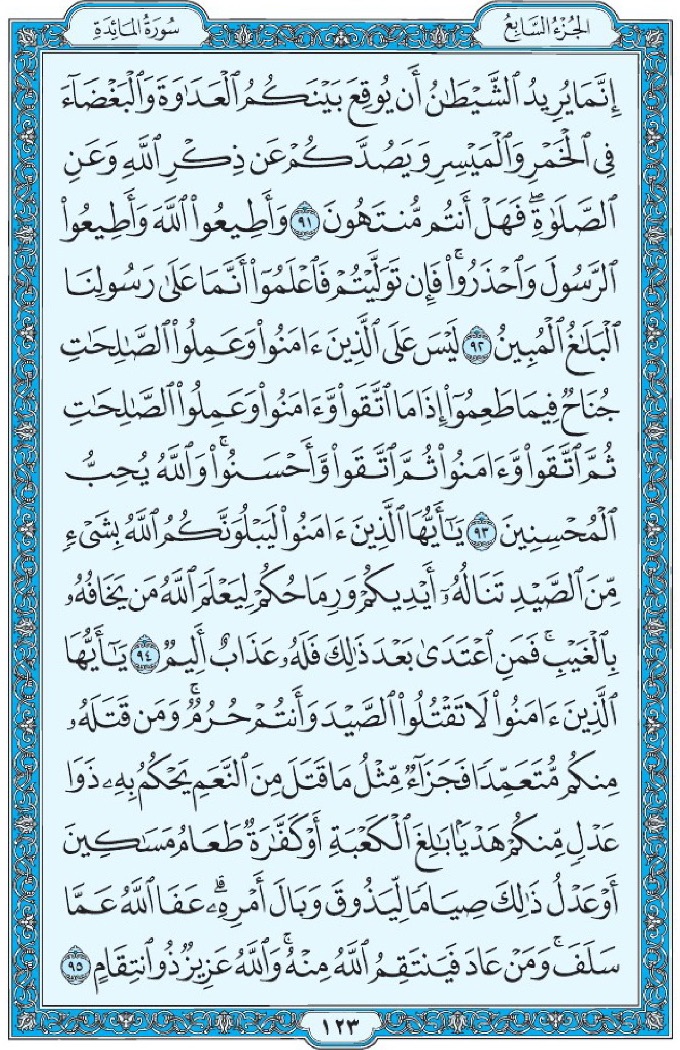 الجُزْءُ السَّابِعُ
سُورَةُ المَائِدَةِ
إِنَّمَا يُرِيدُ ٱلشَّيْطَٰنُ أَن يُوقِعَ بَيْنَكُمُ ٱلْعَدَٰوَةَ وَٱلْبَغْضَآءَ
فِى ٱلْخَمْرِ وَٱلْمَيْسِرِ وَيَصُدَّكُمْ عَن ذِكْرِ ٱللَّهِ وَعَنِ
ٱلصَّلَوٰةِۖ فَهَلْ أَنتُم مُّنتَهُونَ ٩١ وَأَطِيعُوا۟ ٱللَّهَ وَأَطِيعُوا۟
ٱلرَّسُولَ وَٱحْذَرُوا۟ۚ فَإِن تَوَلَّيْتُمْ فَٱعْلَمُوٓا۟ أَنَّمَا عَلَىٰ رَسُولِنَا
ٱلْبَلَٰغُ ٱلْمُبِينُ ٩٢ لَيْسَ عَلَى ٱلَّذِينَ ءَامَنُوا۟ وَعَمِلُوا۟ ٱلصَّٰلِحَٰتِ
جُنَاحٌ فِيمَا طَعِمُوٓا۟ إِذَا مَا ٱتَّقَوا۟ وَّءَامَنُوا۟ وَعَمِلُوا۟ ٱلصَّٰلِحَٰتِ
ثُمَّ ٱتَّقَوا۟ وَّءَامَنُوا۟ ثُمَّ ٱتَّقَوا۟ وَّأَحْسَنُوا۟ۗ وَٱللَّهُ يُحِبُّ
ٱلْمُحْسِنِينَ ٩٣ يَٰٓأَيُّهَا ٱلَّذِينَ ءَامَنُوا۟ لَيَبْلُوَنَّكُمُ ٱللَّهُ بِشَىْءٍ
مِّنَ ٱلصَّيْدِ تَنَالُهُۥٓ أَيْدِيكُمْ وَرِمَاحُكُمْ لِيَعْلَمَ ٱللَّهُ مَن يَخَافُهُۥ
بِٱلْغَيْبِۚ فَمَنِ ٱعْتَدَىٰ بَعْدَ ذَٰلِكَ فَلَهُۥ عَذَابٌ أَلِيمٌ ٩٤ يَٰٓأَيُّهَا
ٱلَّذِينَ ءَامَنُوا۟ لَا تَقْتُلُوا۟ ٱلصَّيْدَ وَأَنتُمْ حُرُمٌۚ وَمَن قَتَلَهُۥ
مِنكُم مُّتَعَمِّدًا فَجَزَآءٌ مِّثْلُ مَا قَتَلَ مِنَ ٱلنَّعَمِ يَحْكُمُ بِهِۦ ذَوَا
عَدْلٍ مِّنكُمْ هَدْيًۢا بَٰلِغَ ٱلْكَعْبَةِ أَوْ كَفَّٰرَةٌ طَعَامُ مَسَٰكِينَ
أَوْ عَدْلُ ذَٰلِكَ صِيَامًا لِّيَذُوقَ وَبَالَ أَمْرِهِۦۗ عَفَا ٱللَّهُ عَمَّا
سَلَفَۚ وَمَنْ عَادَ فَيَنتَقِمُ ٱللَّهُ مِنْهُۚ وَٱللَّهُ عَزِيزٌ ذُو ٱنتِقَامٍ ٩٥
١٢٣